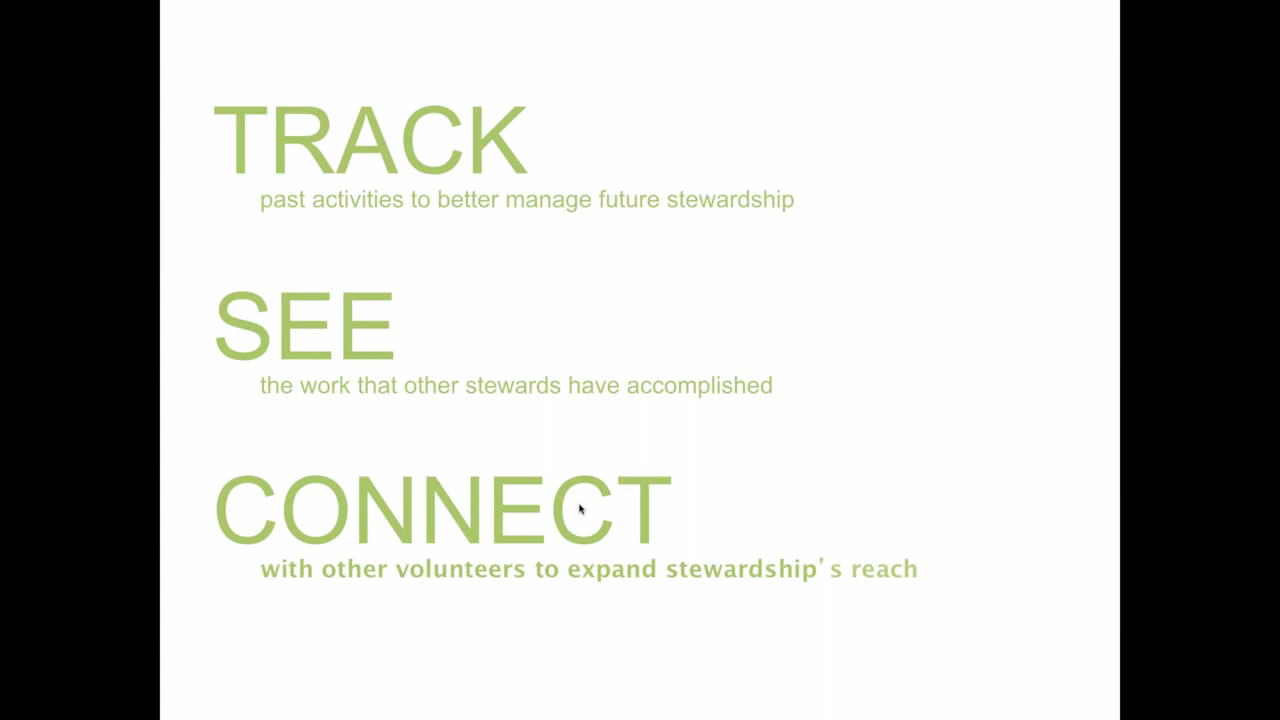 TRACK
past activities to better manage future stewardship
SEE
the work that other stewards have accomplished
CONNECT
with other volunteers to expand stewardship’s reach